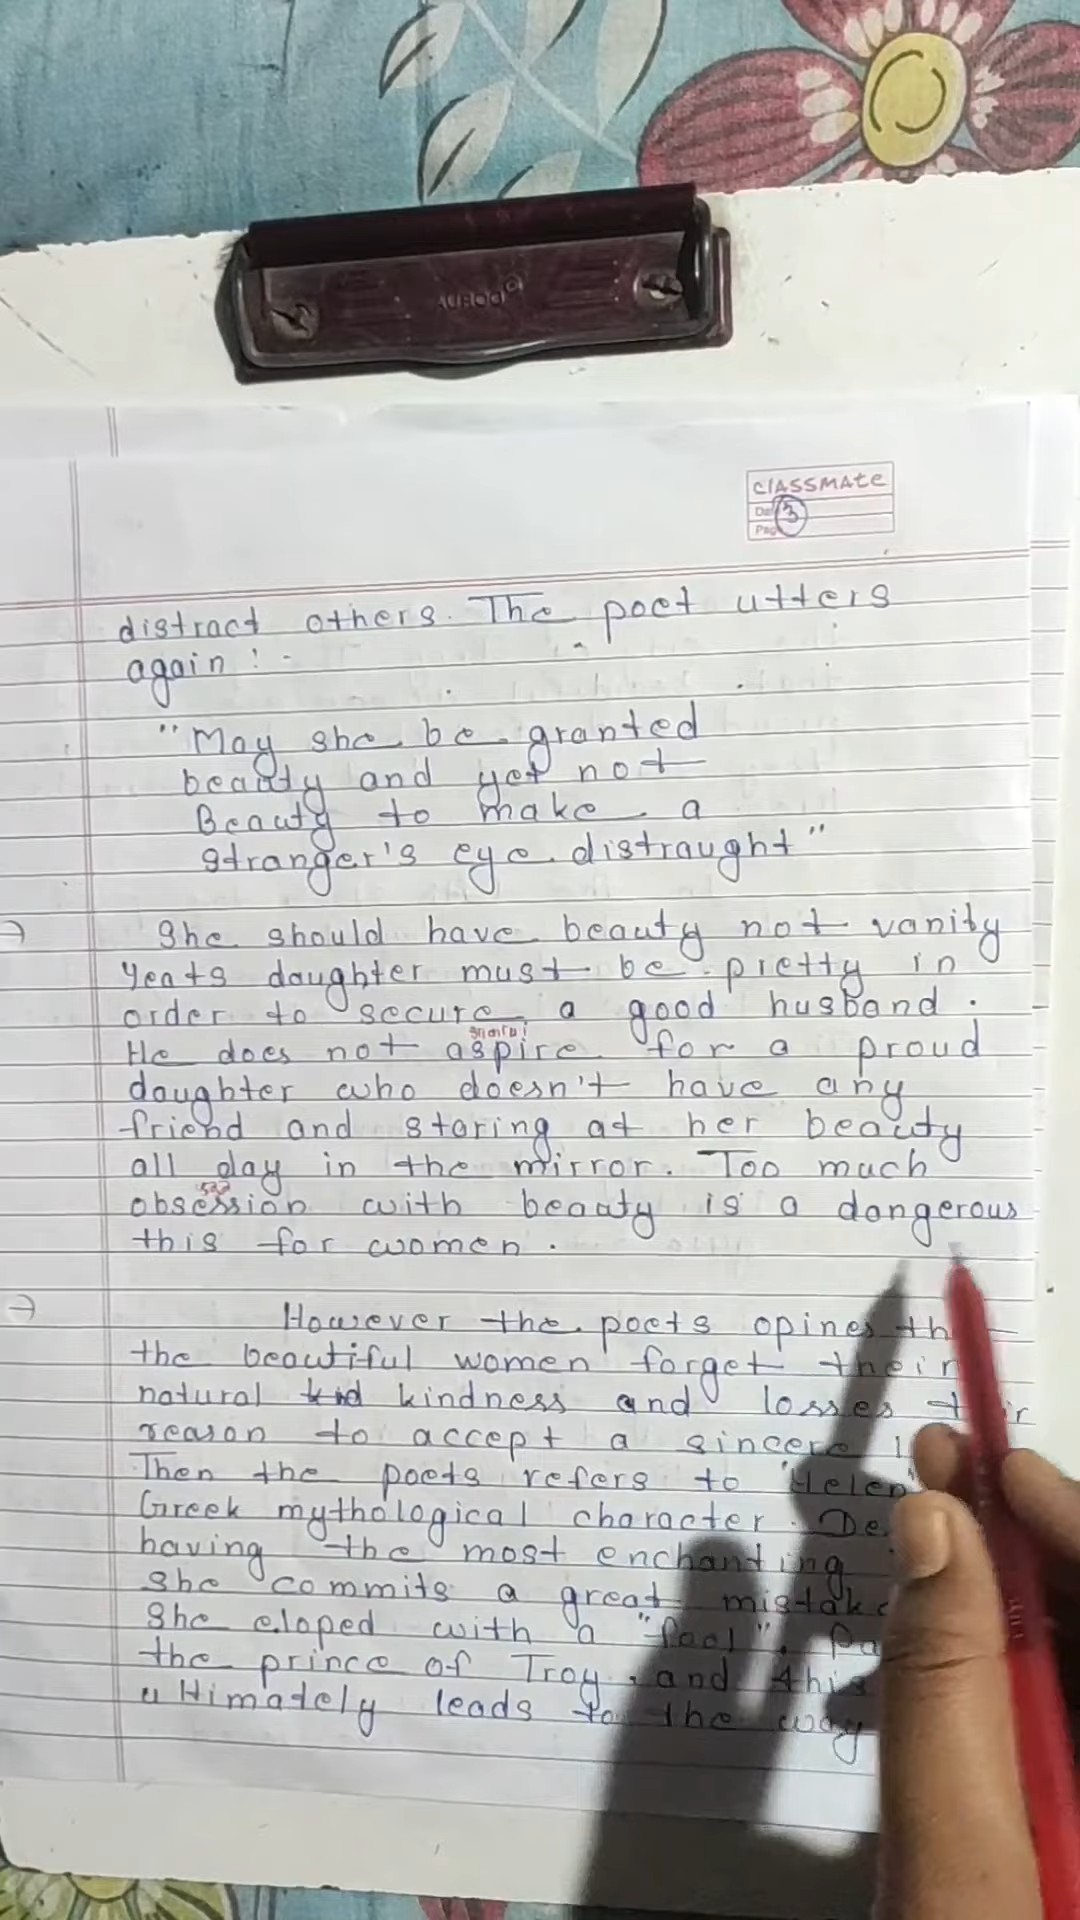 AUROO
CLASSMATE
3
Pag
distract others. The poet utters
again :-
"May she be granted
beauty and yet not
Beauty to make a
stranger's eye distraught"
→ She should have beauty not vanity
Yeats daughter must be pretty in
order to secure a good husband.
He does not aspire for a proud
daughter who doesn't have any
friend and staring at her beauty
all day in the mirror. Too much
obsession with beauty is a dangerous
this for women.
→ However the poets opines
the beautiful women forget their
natural kindness and losses
reason to accept a sincere
Then the poets refers to "Helen"
Greek mythological character.
having the most enchanting
she commits a great mistake
she eloped with a "fool".
the prince of Troy, and this
ultimately leads to the way